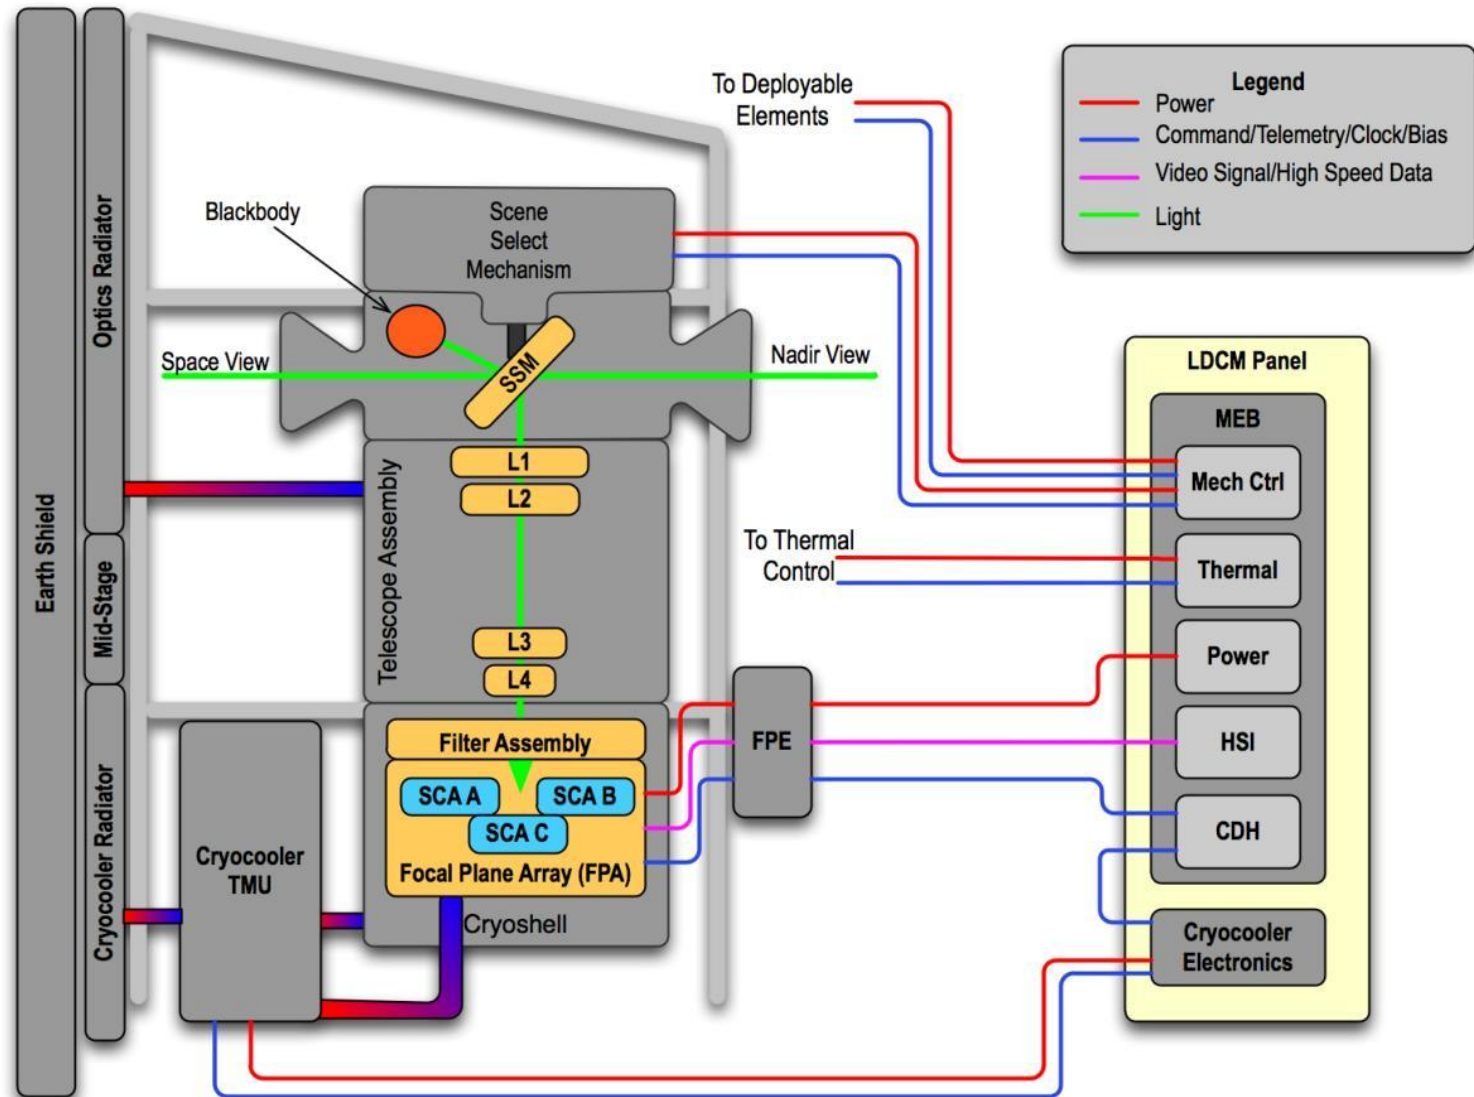 To Deployable
Elements
Legend
Power
Command/Telemetry/Clock/Bias
Video Signal/High Speed Data
Light
Blackbody
Scene
Select
Mechanism
Optics Radiator
Space View
SSM
Nadir View
LDCM Panel
MEB
Mech Ctrl
L1
L2
Telescope Assembly
To Thermal
Control
Thermal
Earth Shield
Mid-Stage
L3
L4
Power
Filter Assembly
FPE
HSI
SCA A
SCA B
SCA C
CDH
Focal Plane Array (FPA)
Cryocooler
TMU
Cryocooler Radiator
Cryoshell
Cryocooler
Electronics